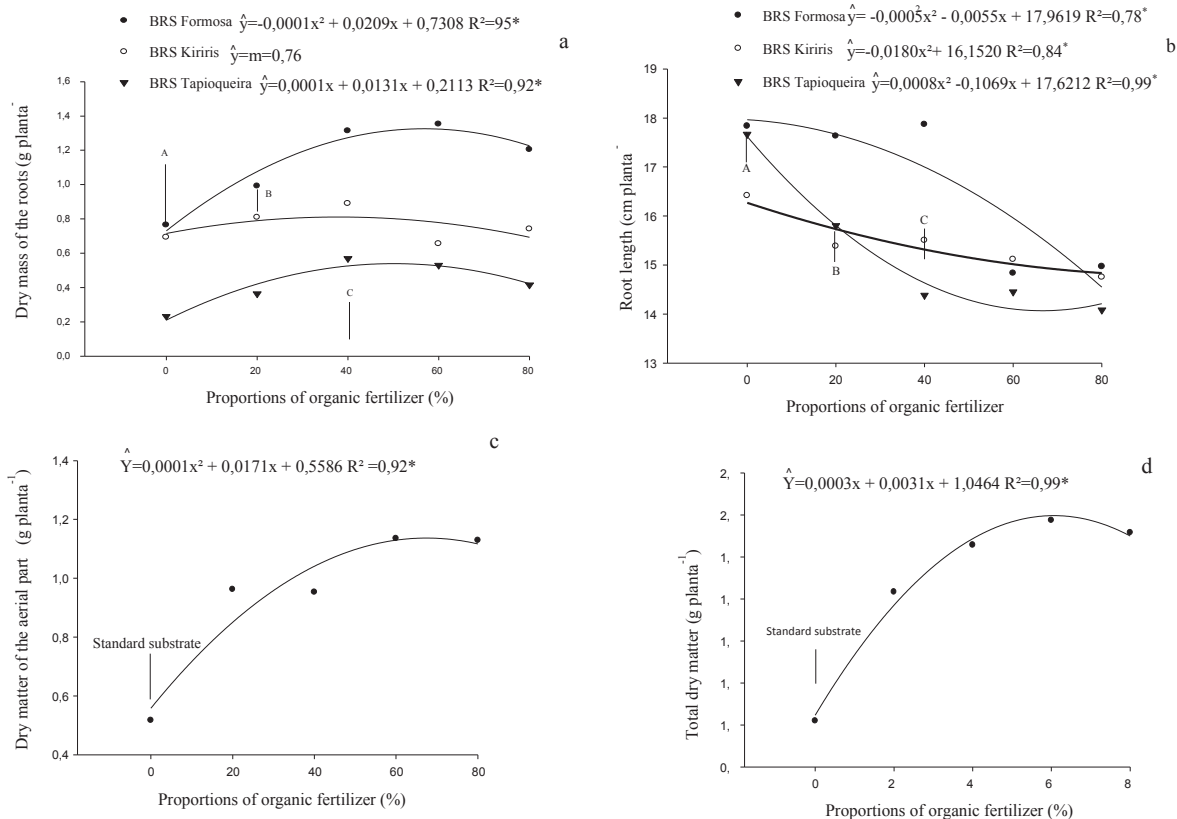 BRS Formosa ŷ=-0,0001x² + 0,0209x + 0,7308 R²=95*
BRS Kiriris ŷ=m=0,76
BRS Tapioqueira ŷ=0,0001x + 0,0131x + 0,2113 R²=0,92*
a
1,6
1,4
1,2
1,0
0,8
0,6
0,4
0,2
0,0
A
B
C
0 20 40 60 80
Dry mass of the roots (g planta-
Proportions of organic fertilizer (%)
BRS Formosa ŷ= -0,0005x² - 0,0055x + 17,9619 R²=0,78*
BRS Kiriris ŷ=-0,0180x²+ 16,1520 R²=0,84*
BRS Tapioqueira ŷ=0,0008x² -0,1069x + 17,6212 R²=0,99*
b
19
18
17
16
15
14
13
A
B
C
0 20 40 60 80
Root length (cm planta-
Proportions of organic fertilizer
c
Ŷ=0,0001x² + 0,0171x + 0,5586 R² =0,92*
1,4
1,2
1,0
0,8
0,6
0,4
Standard substrate
0 20 40 60 80
Dry matter of the aerial part (g planta-1)
Proportions of organic fertilizer (%)
d
Ŷ=0,0003x + 0,0031x + 1,0464 R²=0,99*
2,
2,
1,
1,
1,
1,
1,
0,
Standard substrate
0 2 4 6 8
Total dry matter (g planta-1)
Proportions of organic fertilizer (%)